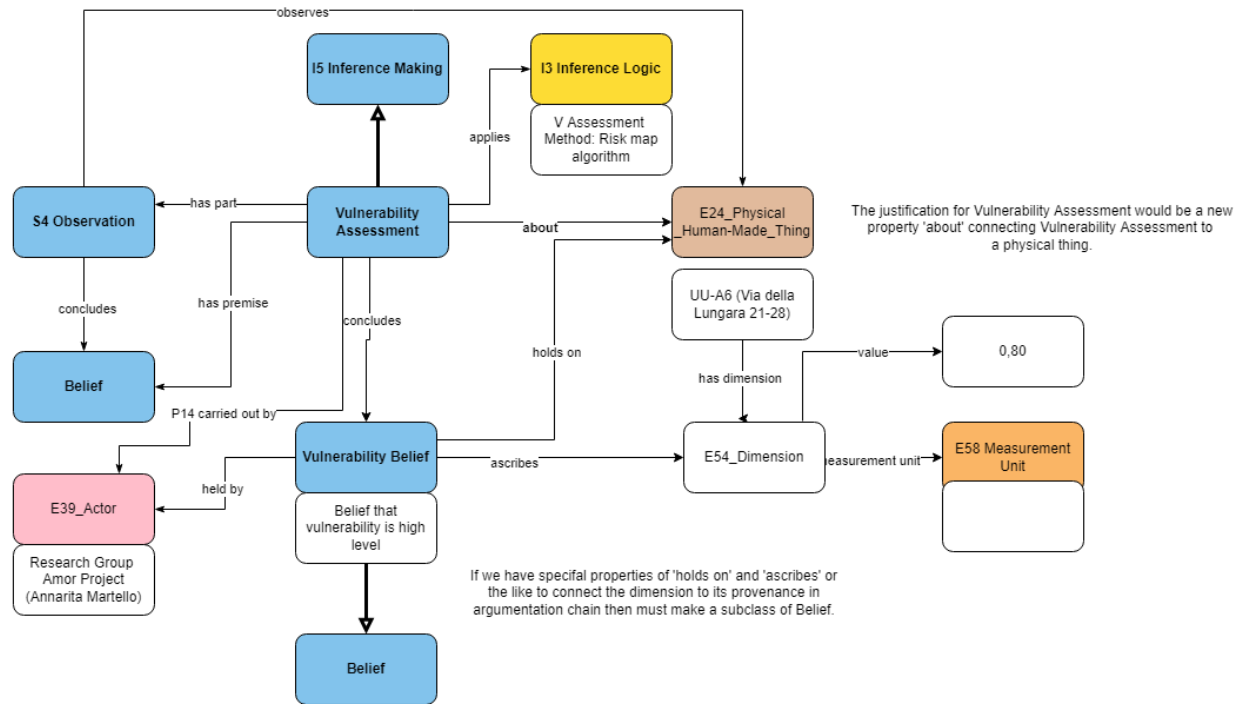 observes
I5 Inference Making
I3 Inference Logic
V Assessment
Method: Risk map
algorithm
applies
S4 Observation
has part
Vulnerability
Assessment
about
E24_Physical
_Human-Made_Thing
The justification for Vulnerability Assessment would be a new
property 'about' connecting Vulnerability Assessment to
a physical thing.
UU-A6 (Via della
Lungara 21-28)
concludes
has premise
concludes
holds on
value
0,80
has dimension
Belief
P14 carried out by
Vulnerability Belief
ascribes
E54_Dimension
measurement unit
E58 Measurement
Unit
held by
E39_Actor
Belief that
vulnerability is high
level
Research Group
Amor Project
(Annarita Martello)
If we have specifal properties of 'holds on' and 'ascribes' or
the like to connect the dimension to its provenance in
argumentation chain then must make a subclass of Belief.
Belief